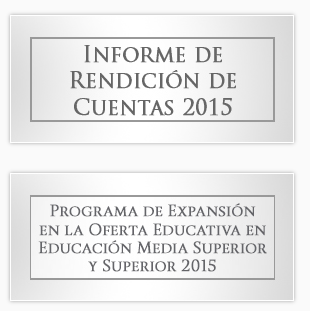 Informe de
Rendición de
Cuentas 2015
Programa de Expansión
en la Oferta Educativa en
Educación Media Superior
y Superior 2015